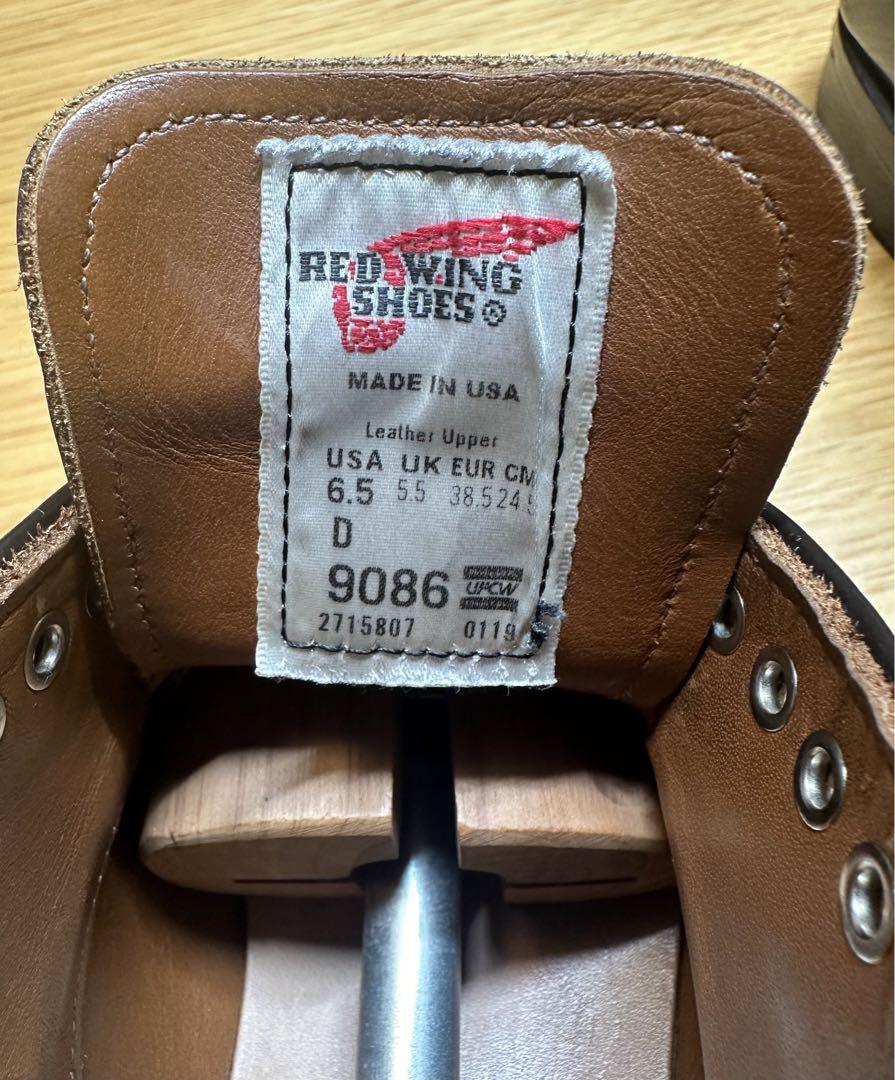 RED WING
SHOES ®
MADE IN USA
Leather Upper
USA UK EUR CM
6.5 5.5 38.5 24.5
D
9086 UFCW
2715807 0119